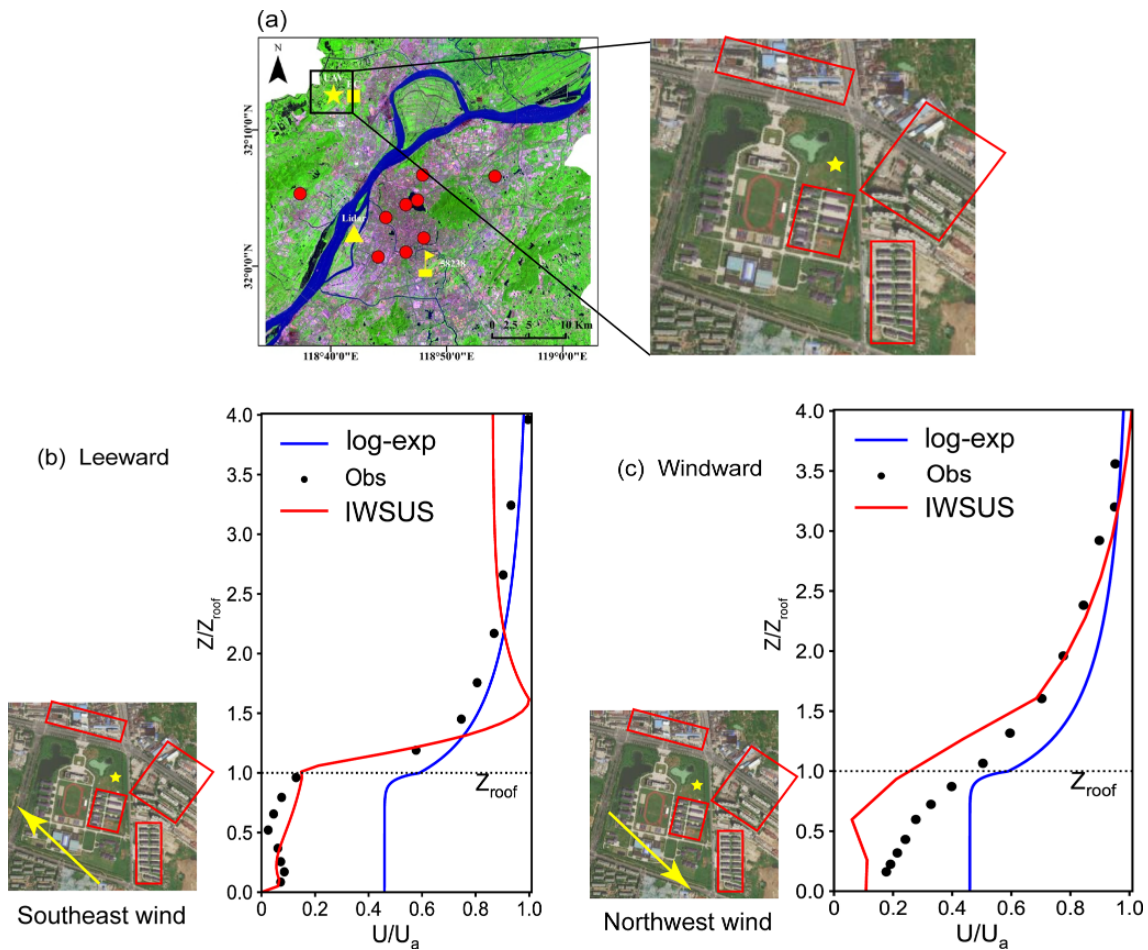 (a)
N
UAV
EC
32°10'0"N
Lidar
32°0'0"N
58238
0 2.5 5 10 Km
118°40'0"E 118°50'0"E 119°0'0"E
(b) Leeward
4.0
3.5
3.0
2.5
2.0
1.5
1.0
0.5
0.0
Z/Zroof
log-exp
Obs
IWSUS
Zroof
0 0.2 0.4 0.6 0.8 1.0
U/Ua
Southeast wind
(c) Windward
4.0
3.5
3.0
2.5
2.0
1.5
1.0
0.5
0.0
Z/Zroof
log-exp
Obs
IWSUS
Zroof
0 0.2 0.4 0.6 0.8 1.0
U/Ua
Northwest wind